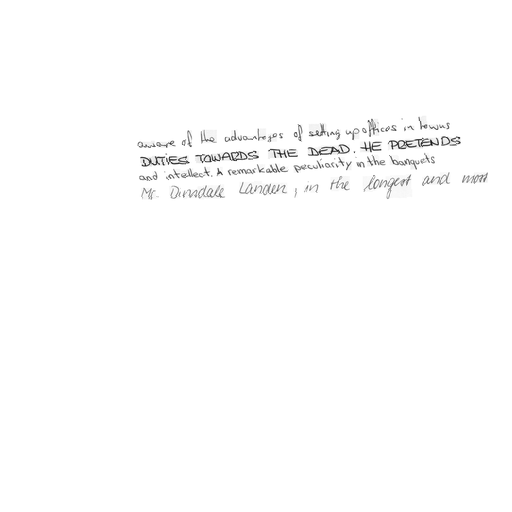 aware of the advantages of setting up offices in towns
DUTIES TOWARDS THE DEAD. HE PRETENDS
and intellect. A remarkable peculiarity in the banquets
Mr. Dinsdale Landen, in the longest and most